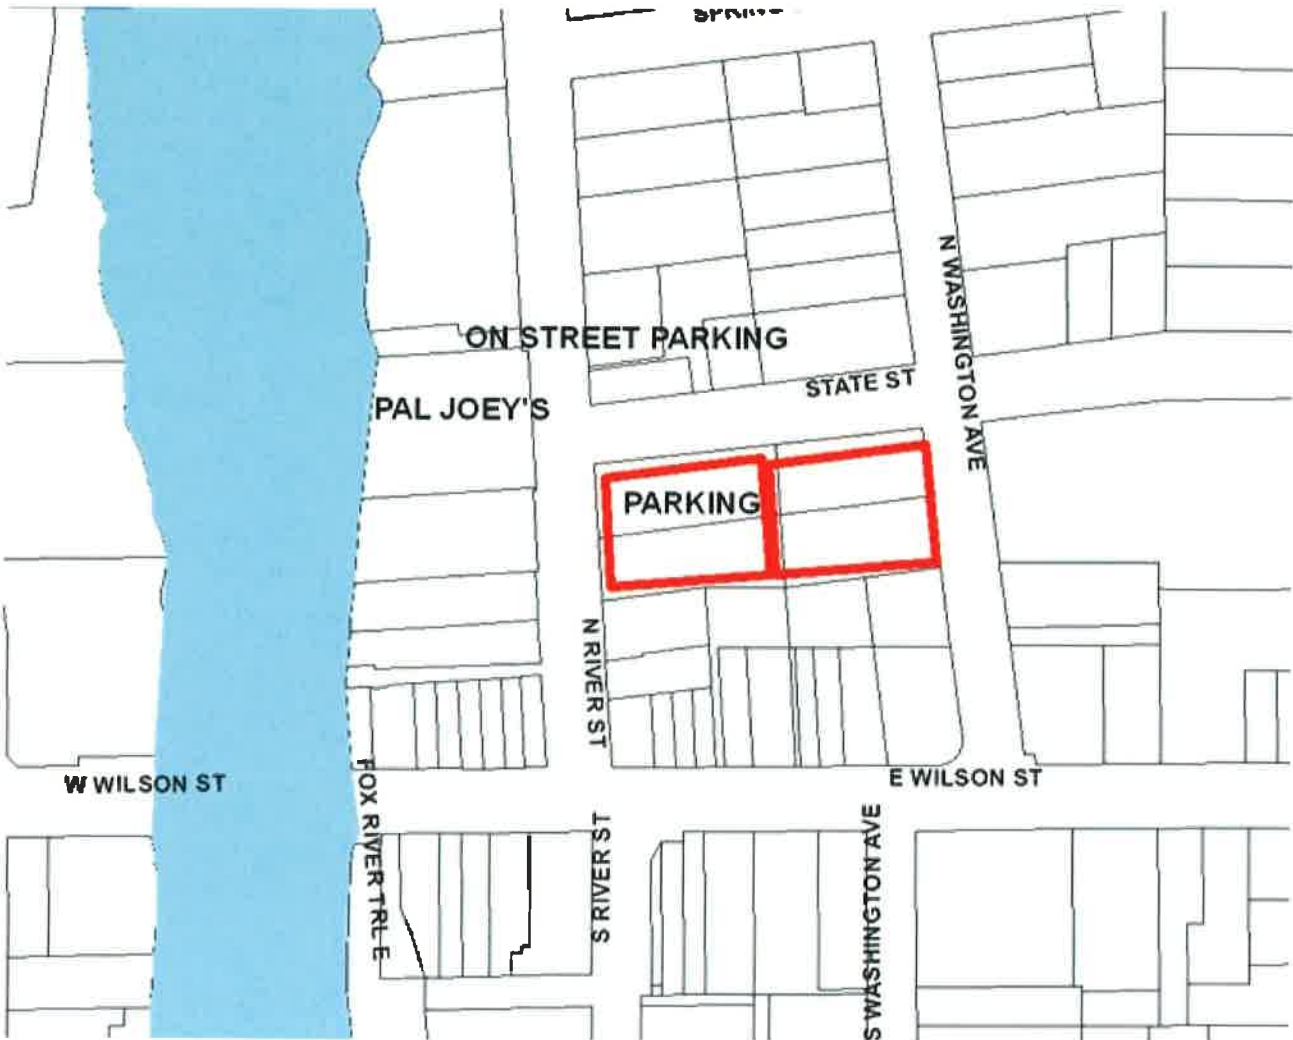 SPRING
N WASHINGTON AVE
ON STREET PARKING
STATE ST
PAL JOEY'S
PARKING
N RIVER ST
W WILSON ST
E WILSON ST
FOX RIVER TRL E
S RIVER ST
S WASHINGTON AVE